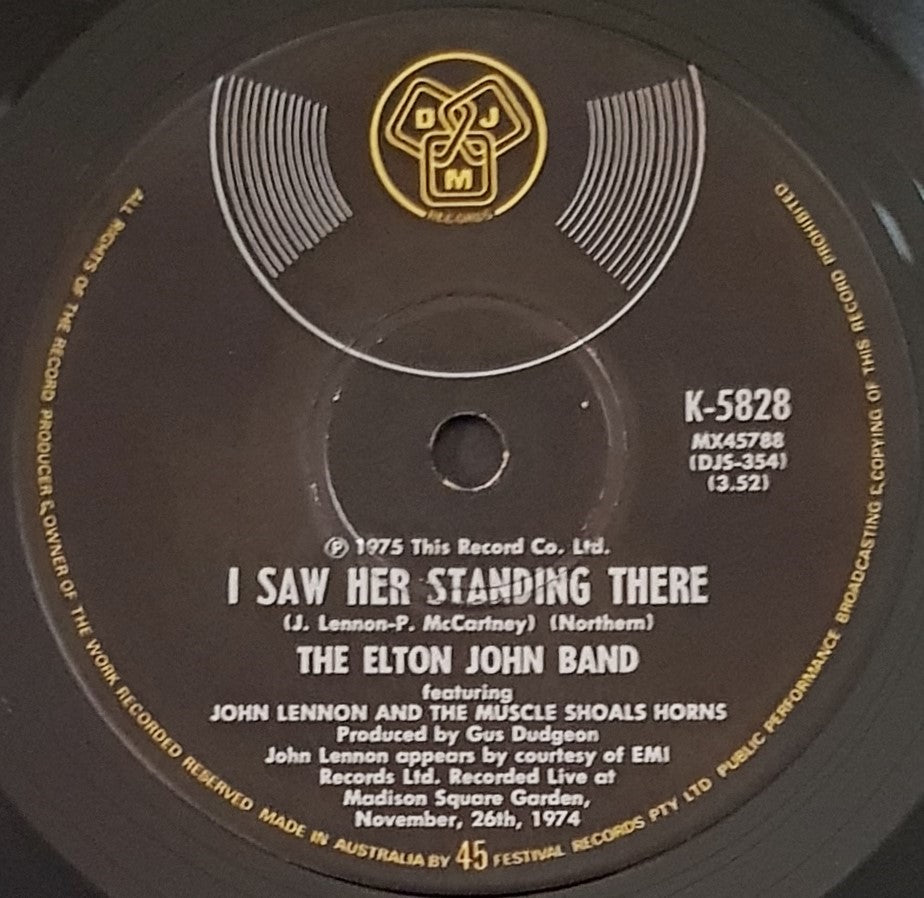 D J
M
RECORDS
K-5828
MX45788
(DJS-354)
(3.52)
℗ 1975 This Record Co. Ltd.
I SAW HER STANDING THERE
(J. Lennon-P. McCartney) (Northern)
THE ELTON JOHN BAND
featuring
JOHN LENNON AND THE MUSCLE SHOALS HORNS
Produced by Gus Dudgeon
John Lennon appears by courtesy of EMI
Records Ltd. Recorded Live at
Madison Square Garden,
November, 26th, 1974
ALL RIGHTS OF THE RECORD PRODUCER & OWNER OF THE WORK RECORDED RESERVED MADE IN AUSTRALIA BY 45 FESTIVAL RECORDS PTY LTD PUBLIC PERFORMANCE BROADCASTING & COPYING OF THIS RECORD PROHIBITED